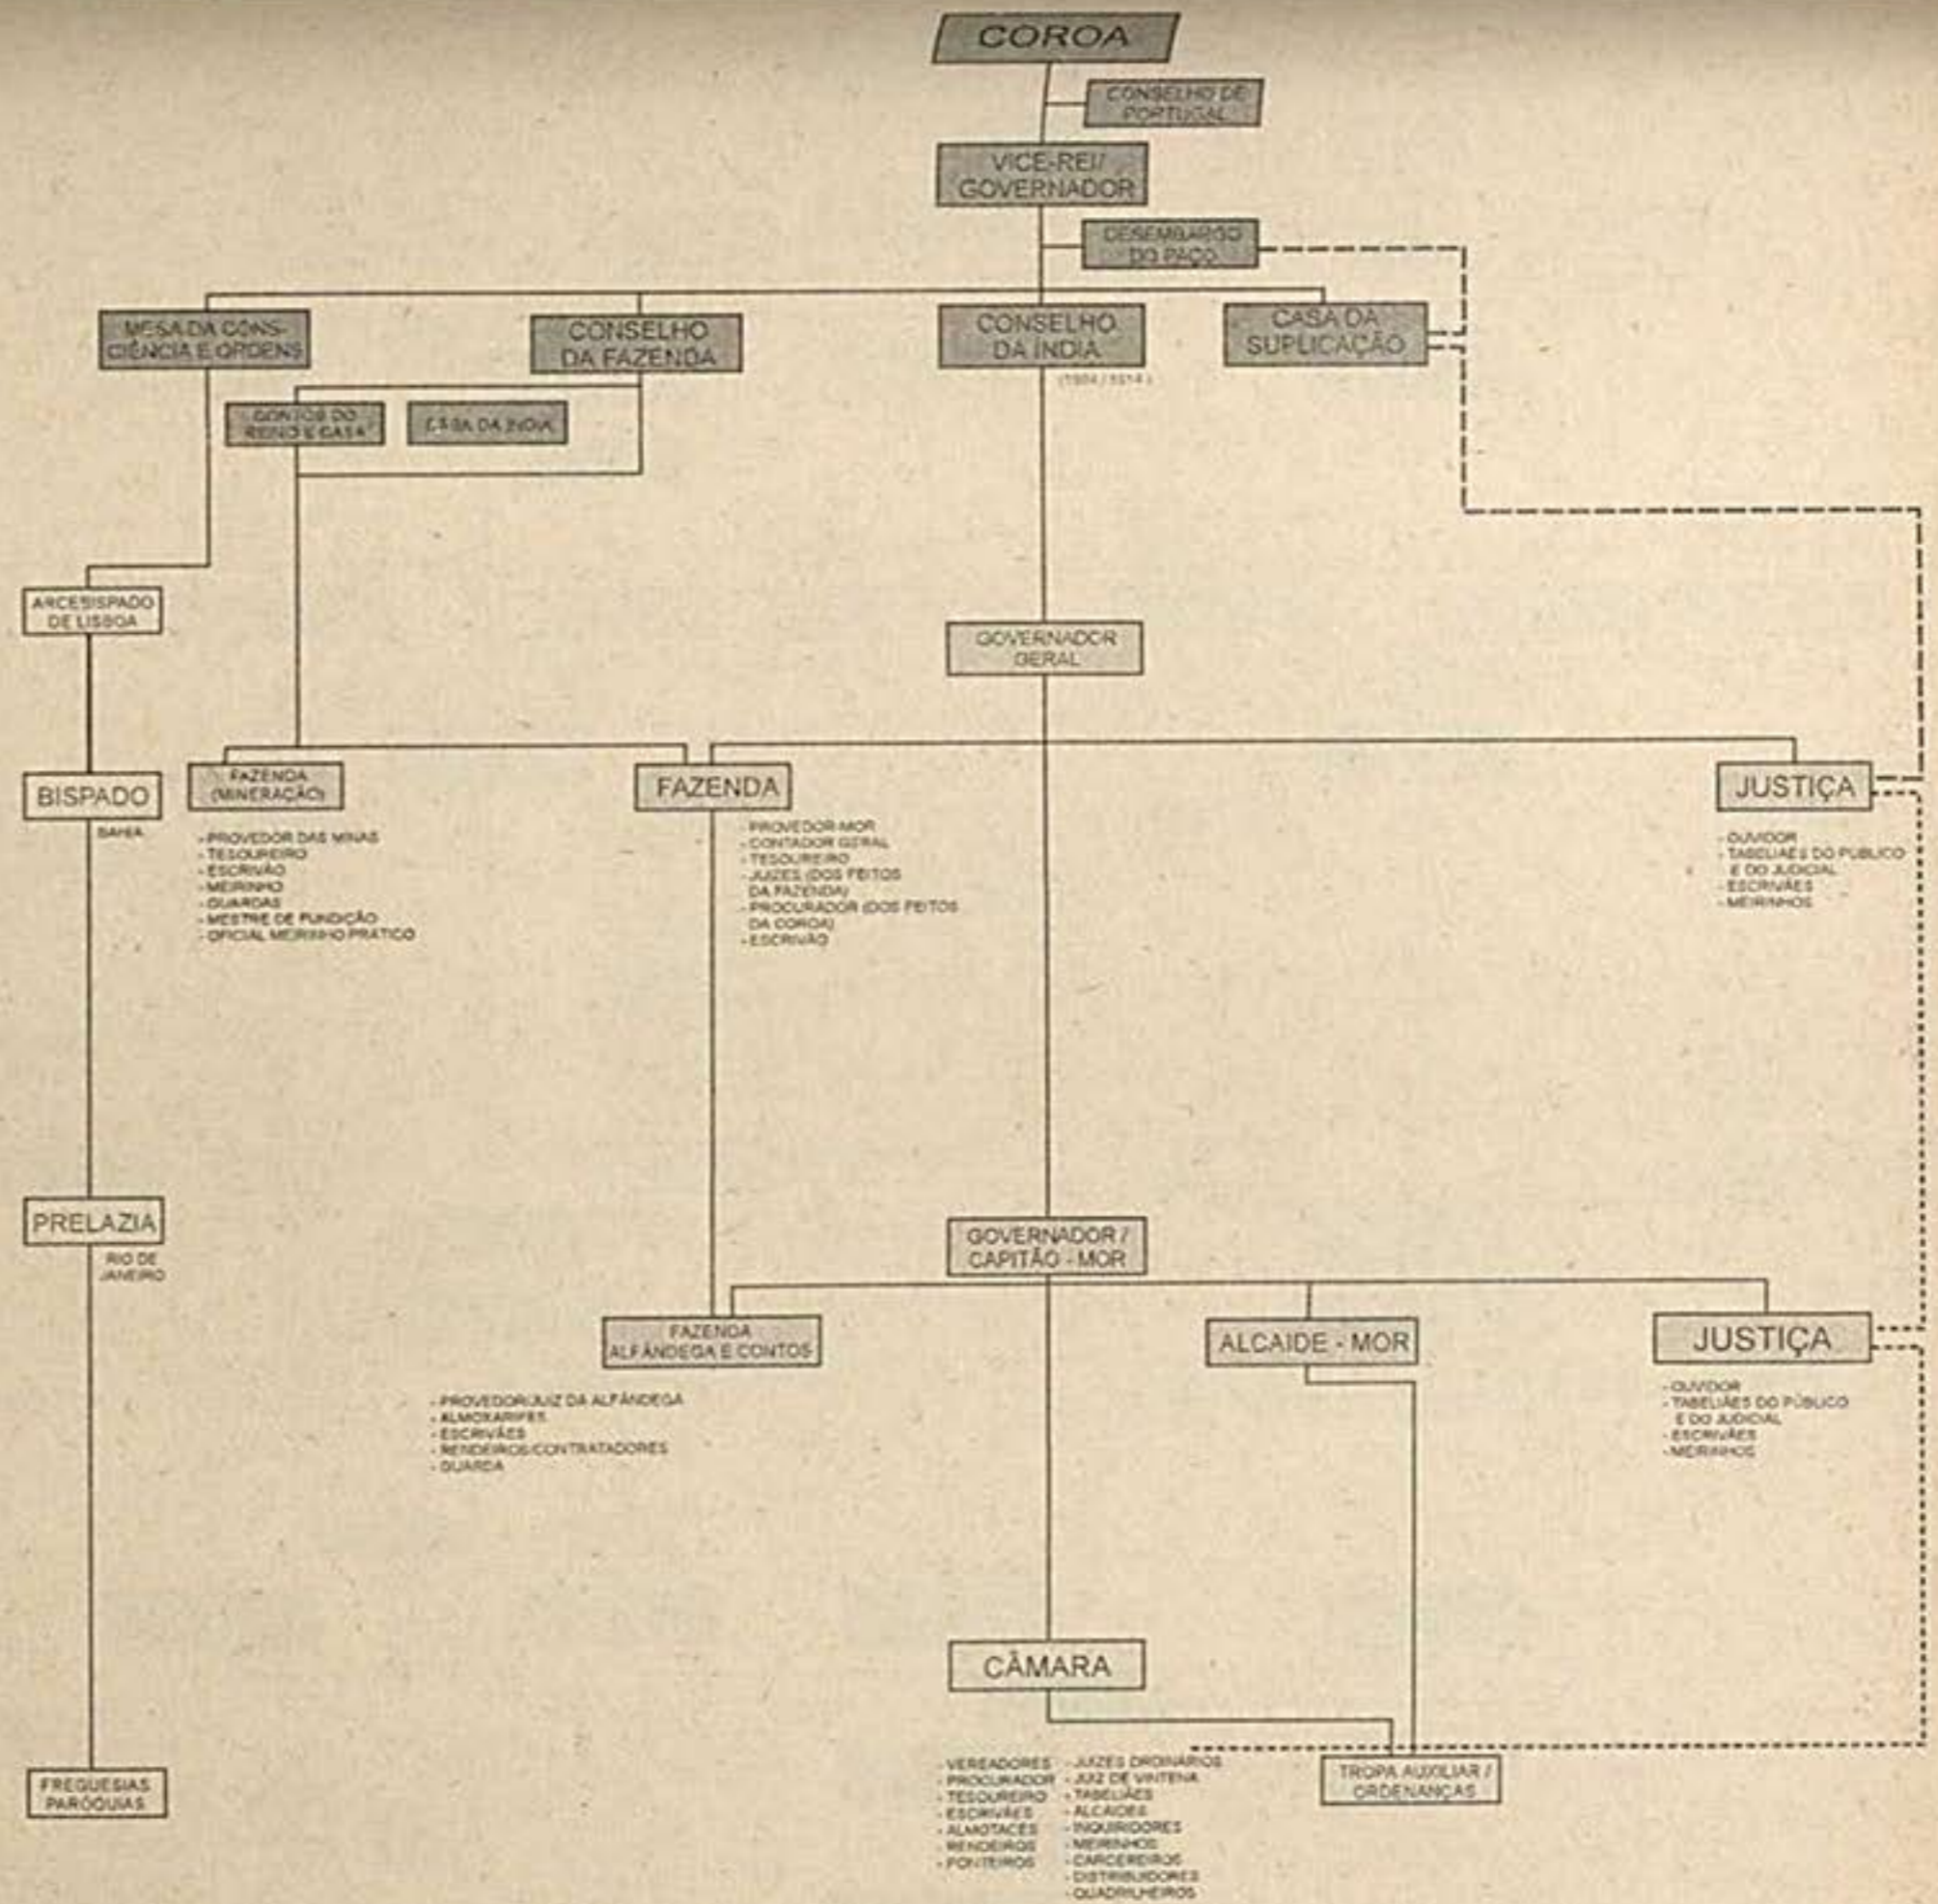 COROA
CONSELHO DE
PORTUGAL
VICE-REI/
GOVERNADOR
DESEMBARGO
DO PAÇO
MESA DA CONS-
CIÊNCIA E ORDENS
CONSELHO
DA FAZENDA
CONSELHO
DA ÍNDIA
CASA DA
SUPLICAÇÃO
CONTOS DO
REINO E CASA
CASA DA ÍNDIA
ARCEBISPADO
DE LISBOA
GOVERNADOR
GERAL
BISPADO
BAHIA
FAZENDA
(MINERAÇÃO)
- PROVEDOR DAS MINAS
- TESOUREIRO
- ESCRIVÃO
- MEIRINHO
- GUARDAS
- MESTRE DE FUNDIÇÃO
- OFICIAL MEIRINHO PRÁTICO
FAZENDA
- PROVEDOR-MOR
- CONTADOR GERAL
- TESOUREIRO
- JUIZES (DOS FEITOS
DA FAZENDA)
- PROCURADOR (DOS FEITOS
DA COROA)
- ESCRIVÃO
JUSTIÇA
- OUVIDOR
- TABELIÃES DO PÚBLICO
E DO JUDICIAL
- ESCRIVÃES
- MEIRINHOS
PRELAZIA
RIO DE
JANEIRO
GOVERNADOR /
CAPITÃO - MOR
FAZENDA
ALFÂNDEGA E CONTOS
- PROVEDOR/JUIZ DA ALFÂNDEGA
- ALMOXARIFES
- ESCRIVÃES
- RENDEIROS/CONTRATADORES
- GUARDA
ALCAIDE - MOR
JUSTIÇA
- OUVIDOR
- TABELIÃES DO PÚBLICO
E DO JUDICIAL
- ESCRIVÃES
- MEIRINHOS
CÂMARA
- VEREADORES
- PROCURADOR
- TESOUREIRO
- ESCRIVÃES
- ALMOTACÉS
- RENDEIROS
- PORTEIROS
- JUIZES ORDINÁRIOS
- JUIZ DE VINTENA
- TABELIÃES
- ALCAIDES
- INQUIRIDORES
- MEIRINHOS
- CARCEREIROS
- DISTRIBUIDORES
- QUADRILHEIROS
TROPA AUXILIAR /
ORDENANÇAS
FREGUESIAS
PARÓQUIAS